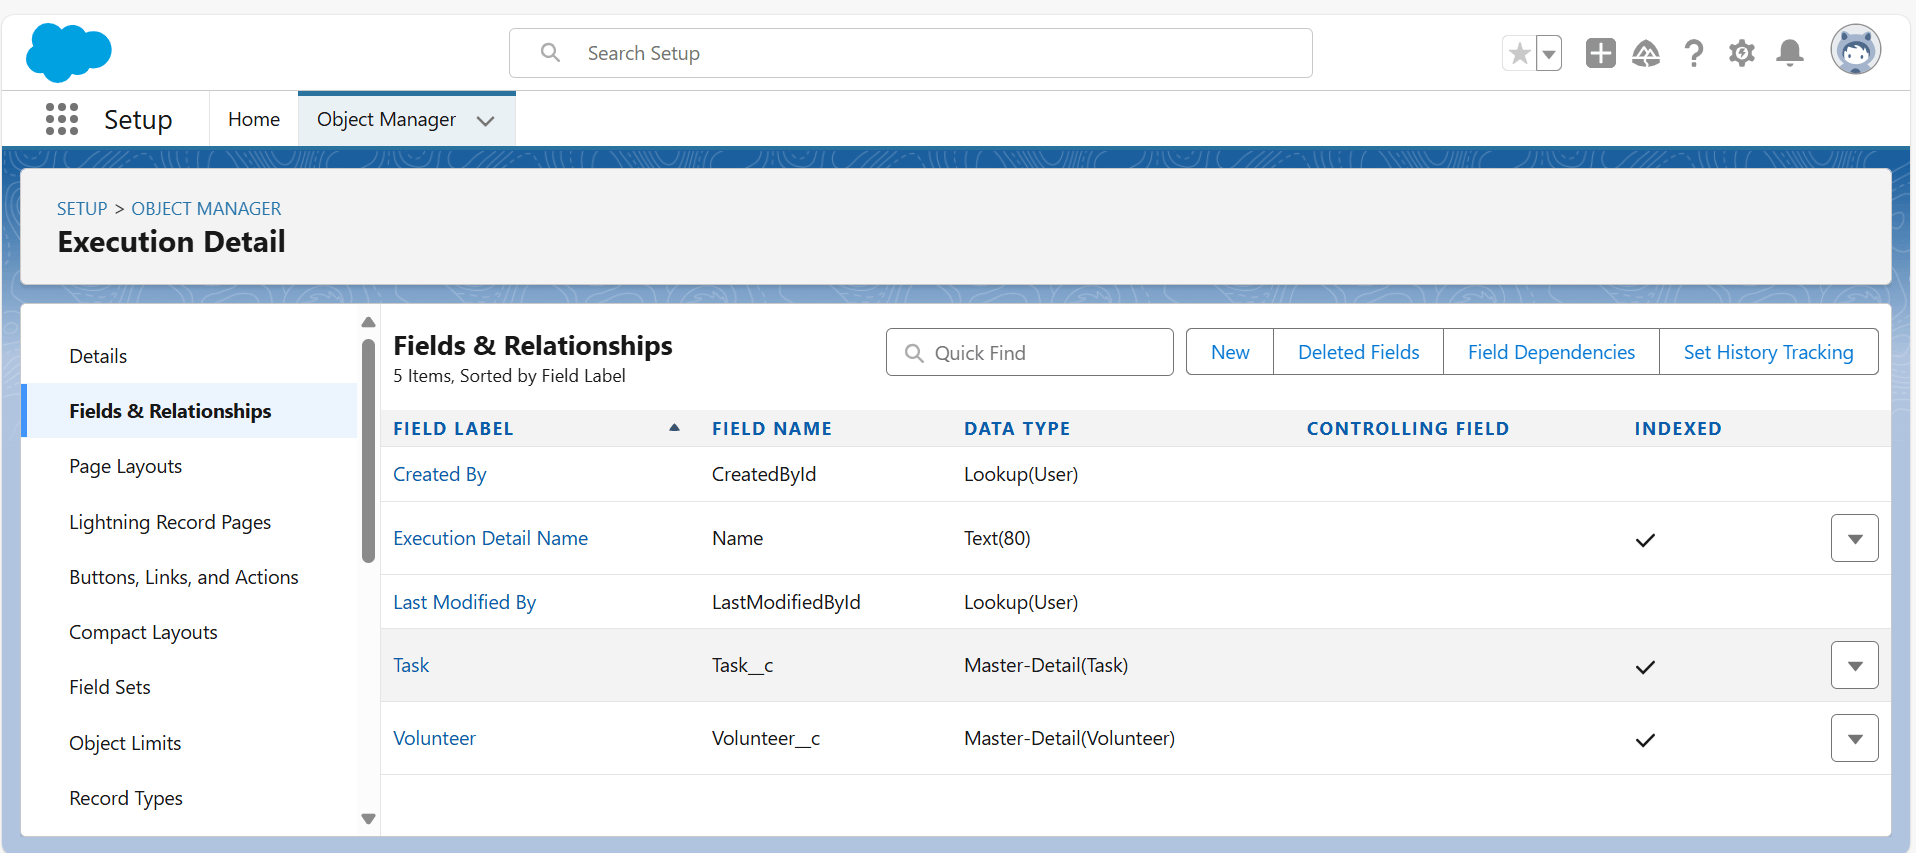 Search Setup
Setup
Home
Object Manager
SETUP > OBJECT MANAGER
Execution Detail
Details
Fields & Relationships
Page Layouts
Lightning Record Pages
Buttons, Links, and Actions
Compact Layouts
Field Sets
Object Limits
Record Types
Fields & Relationships
5 Items, Sorted by Field Label
Quick Find
New
Deleted Fields
Field Dependencies
Set History Tracking
FIELD LABEL FIELD NAME DATA TYPE CONTROLLING FIELD INDEXED
Created By CreatedById Lookup(User)
Execution Detail Name Name Text(80)
Last Modified By LastModifiedById Lookup(User)
Task Task__c Master-Detail(Task)
Volunteer Volunteer__c Master-Detail(Volunteer)